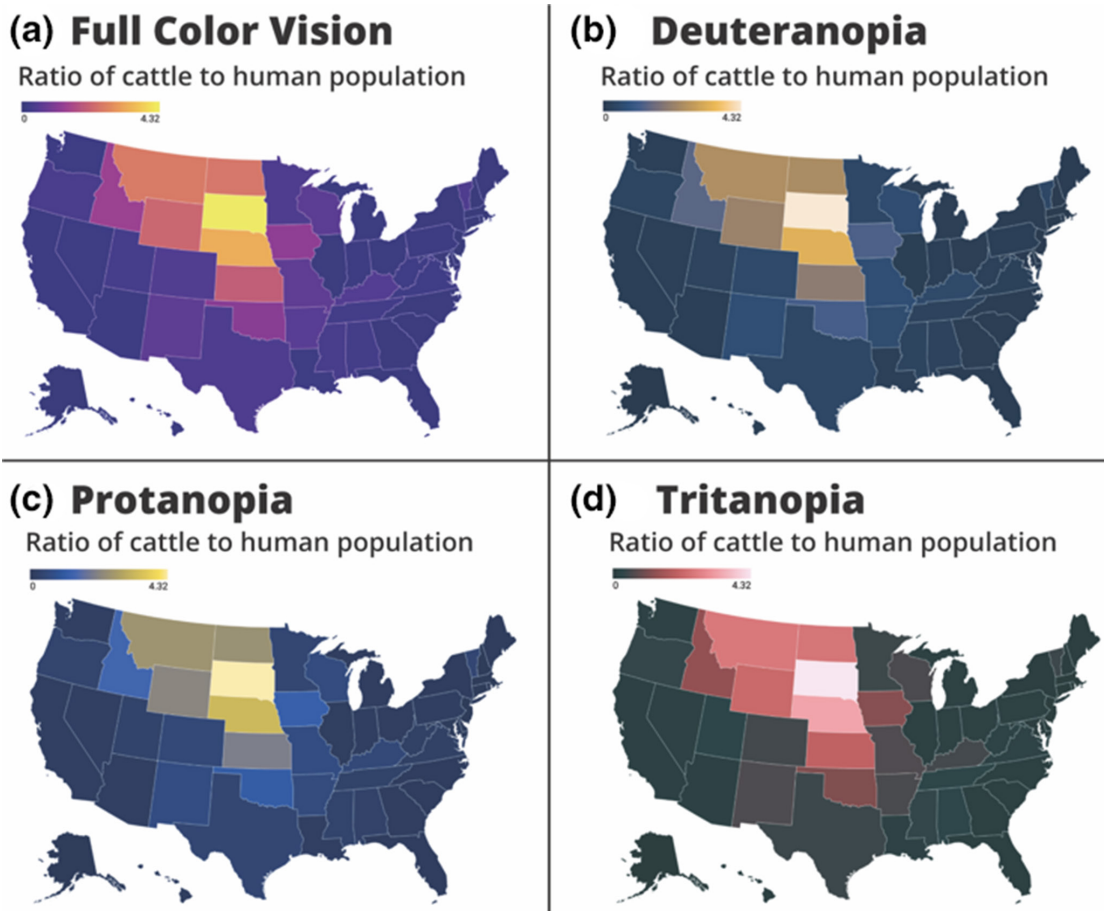 (a) Full Color Vision
Ratio of cattle to human population
0 4.32
(b) Deuteranopia
Ratio of cattle to human population
0 4.32
(c) Protanopia
Ratio of cattle to human population
0 4.32
(d) Tritanopia
Ratio of cattle to human population
0 4.32